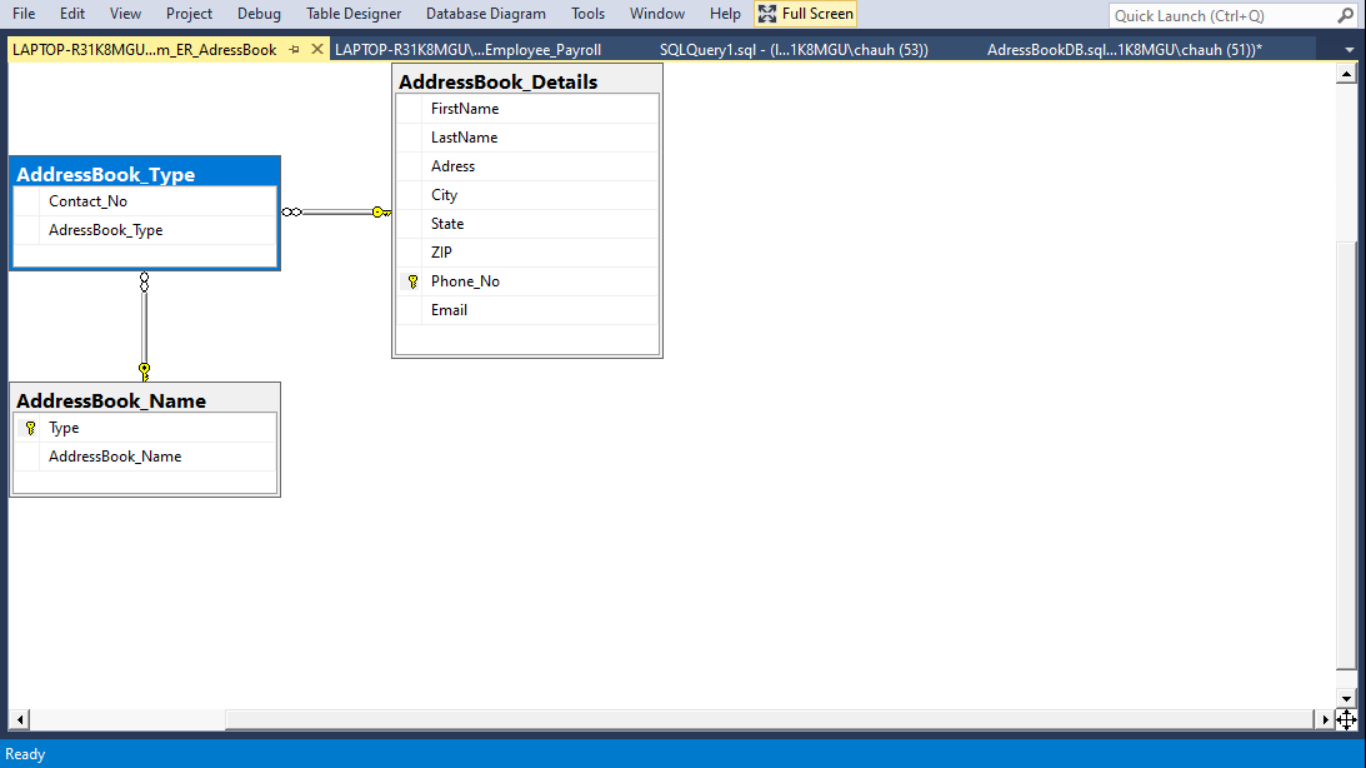 File Edit View Project Debug Table Designer Database Diagram Tools Window Help Full Screen Quick Launch (Ctrl+Q)
LAPTOP-R31K8MGU...m_ER_AdressBook LAPTOP-R31K8MGU\...Employee_Payroll SQLQuery1.sql - (l...1K8MGU\chauh (53)) AdressBookDB.sql...1K8MGU\chauh (51))*
AddressBook_Details
FirstName
LastName
Adress
City
State
ZIP
Phone_No
Email
AddressBook_Type
Contact_No
AdressBook_Type
AddressBook_Name
Type
AddressBook_Name
Ready